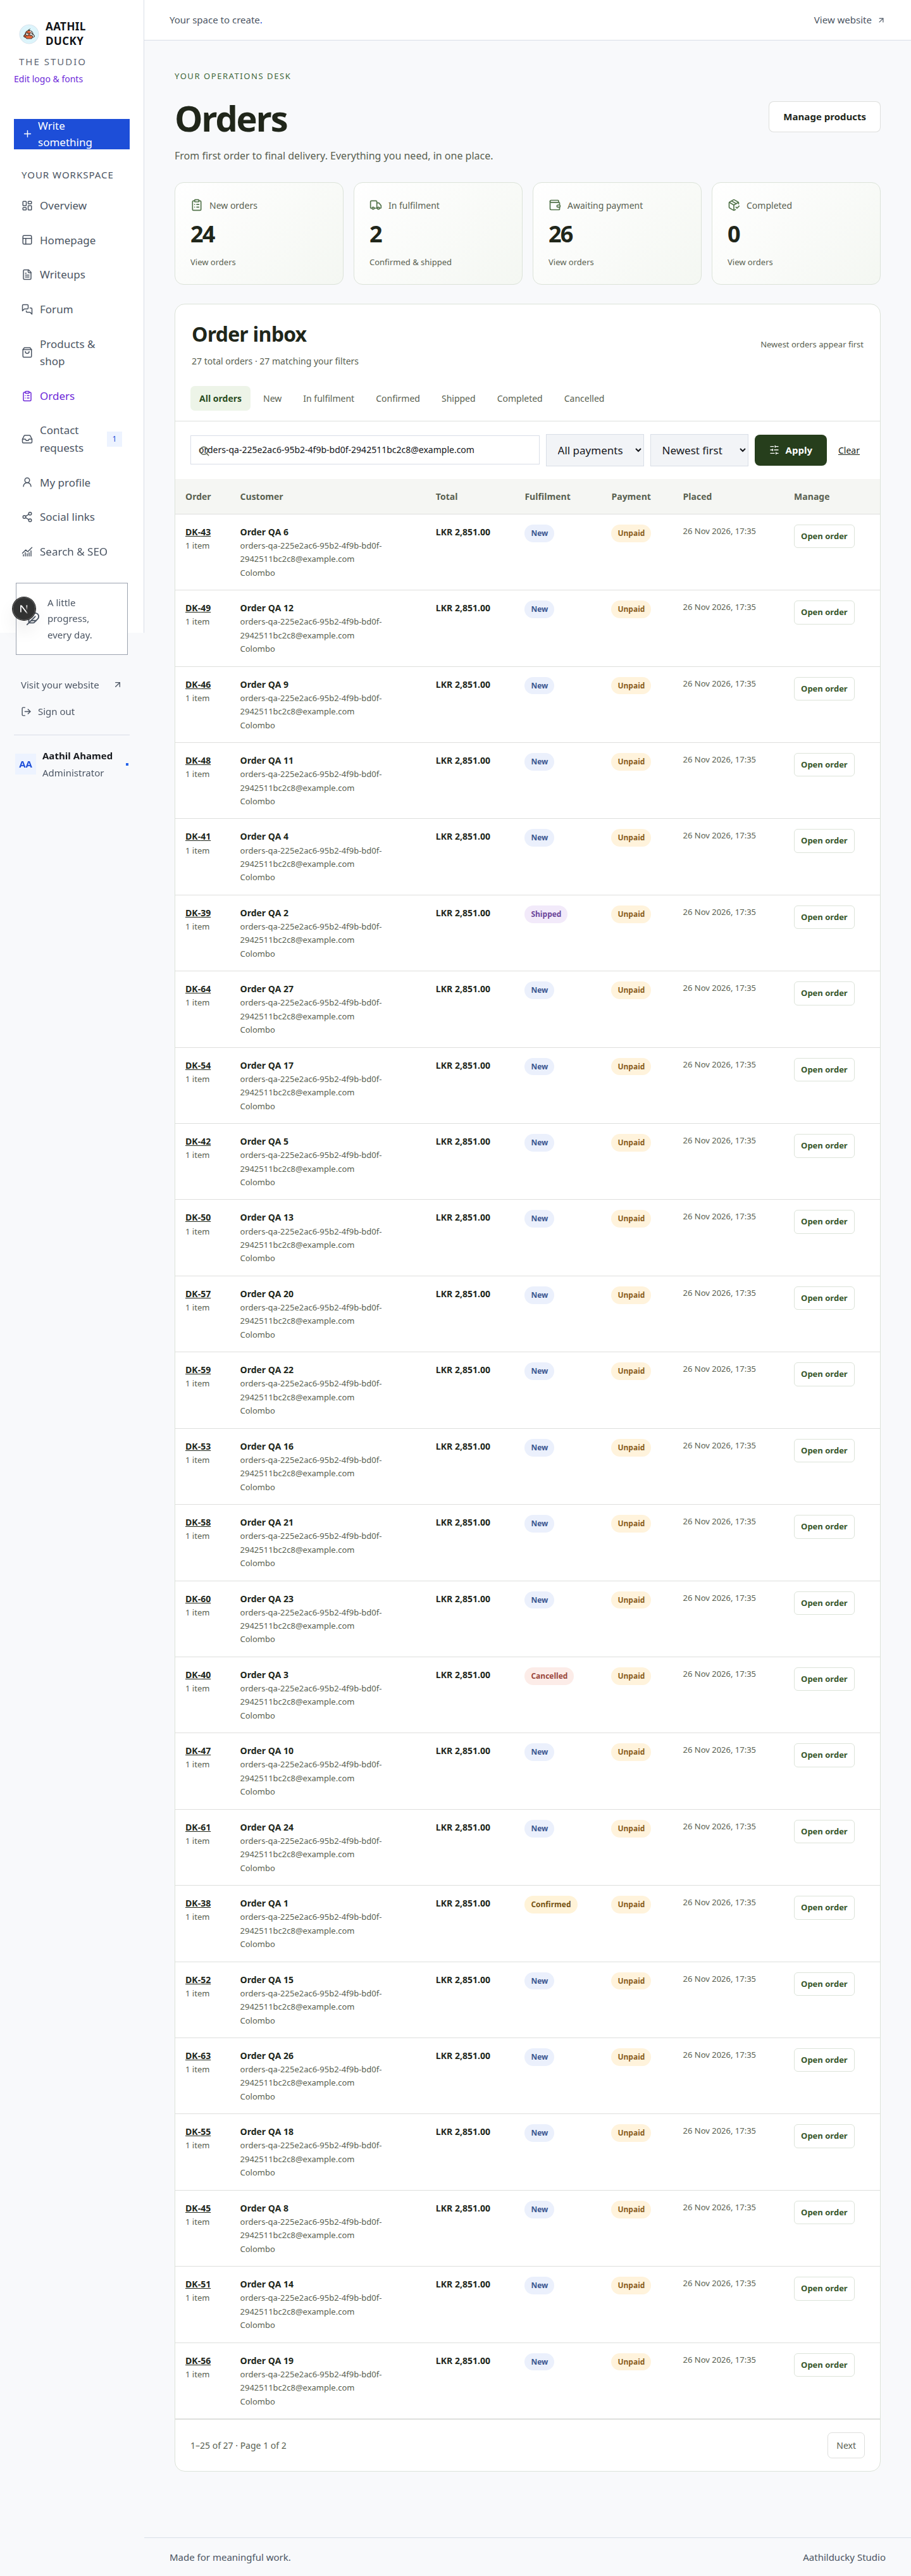 AATHIL
DUCKY
THE STUDIO
Edit logo & fonts
Write
something
YOUR WORKSPACE
Overview
Homepage
Writeups
Forum
Products &
shop
Orders
Contact
requests
1
My profile
Social links
Search & SEO
A little
progress,
every day.
N
Visit your website
Sign out
AA
Aathil Ahamed
Administrator
Your space to create.
View website
YOUR OPERATIONS DESK
Orders
Manage products
From first order to final delivery. Everything you need, in one place.
New orders
24
View orders
In fulfilment
2
Confirmed & shipped
Awaiting payment
26
View orders
Completed
0
View orders
Order inbox
27 total orders · 27 matching your filters
Newest orders appear first
All orders New In fulfilment Confirmed Shipped Completed Cancelled
orders-qa-225e2ac6-95b2-4f9b-bd0f-2942511bc2c8@example.com All payments Newest first Apply Clear
Order Customer Total Fulfilment Payment Placed Manage
DK-43 Order QA 6 LKR 2,851.00 New Unpaid 26 Nov 2026, 17:35 Open order
1 item orders-qa-225e2ac6-95b2-4f9b-bd0f-
2942511bc2c8@example.com
Colombo
DK-49 Order QA 12 LKR 2,851.00 New Unpaid 26 Nov 2026, 17:35 Open order
1 item orders-qa-225e2ac6-95b2-4f9b-bd0f-
2942511bc2c8@example.com
Colombo
DK-46 Order QA 9 LKR 2,851.00 New Unpaid 26 Nov 2026, 17:35 Open order
1 item orders-qa-225e2ac6-95b2-4f9b-bd0f-
2942511bc2c8@example.com
Colombo
DK-48 Order QA 11 LKR 2,851.00 New Unpaid 26 Nov 2026, 17:35 Open order
1 item orders-qa-225e2ac6-95b2-4f9b-bd0f-
2942511bc2c8@example.com
Colombo
DK-41 Order QA 4 LKR 2,851.00 New Unpaid 26 Nov 2026, 17:35 Open order
1 item orders-qa-225e2ac6-95b2-4f9b-bd0f-
2942511bc2c8@example.com
Colombo
DK-39 Order QA 2 LKR 2,851.00 Shipped Unpaid 26 Nov 2026, 17:35 Open order
1 item orders-qa-225e2ac6-95b2-4f9b-bd0f-
2942511bc2c8@example.com
Colombo
DK-64 Order QA 27 LKR 2,851.00 New Unpaid 26 Nov 2026, 17:35 Open order
1 item orders-qa-225e2ac6-95b2-4f9b-bd0f-
2942511bc2c8@example.com
Colombo
DK-54 Order QA 17 LKR 2,851.00 New Unpaid 26 Nov 2026, 17:35 Open order
1 item orders-qa-225e2ac6-95b2-4f9b-bd0f-
2942511bc2c8@example.com
Colombo
DK-42 Order QA 5 LKR 2,851.00 New Unpaid 26 Nov 2026, 17:35 Open order
1 item orders-qa-225e2ac6-95b2-4f9b-bd0f-
2942511bc2c8@example.com
Colombo
DK-50 Order QA 13 LKR 2,851.00 New Unpaid 26 Nov 2026, 17:35 Open order
1 item orders-qa-225e2ac6-95b2-4f9b-bd0f-
2942511bc2c8@example.com
Colombo
DK-57 Order QA 20 LKR 2,851.00 New Unpaid 26 Nov 2026, 17:35 Open order
1 item orders-qa-225e2ac6-95b2-4f9b-bd0f-
2942511bc2c8@example.com
Colombo
DK-59 Order QA 22 LKR 2,851.00 New Unpaid 26 Nov 2026, 17:35 Open order
1 item orders-qa-225e2ac6-95b2-4f9b-bd0f-
2942511bc2c8@example.com
Colombo
DK-53 Order QA 16 LKR 2,851.00 New Unpaid 26 Nov 2026, 17:35 Open order
1 item orders-qa-225e2ac6-95b2-4f9b-bd0f-
2942511bc2c8@example.com
Colombo
DK-58 Order QA 21 LKR 2,851.00 New Unpaid 26 Nov 2026, 17:35 Open order
1 item orders-qa-225e2ac6-95b2-4f9b-bd0f-
2942511bc2c8@example.com
Colombo
DK-60 Order QA 23 LKR 2,851.00 New Unpaid 26 Nov 2026, 17:35 Open order
1 item orders-qa-225e2ac6-95b2-4f9b-bd0f-
2942511bc2c8@example.com
Colombo
DK-40 Order QA 3 LKR 2,851.00 Cancelled Unpaid 26 Nov 2026, 17:35 Open order
1 item orders-qa-225e2ac6-95b2-4f9b-bd0f-
2942511bc2c8@example.com
Colombo
DK-47 Order QA 10 LKR 2,851.00 New Unpaid 26 Nov 2026, 17:35 Open order
1 item orders-qa-225e2ac6-95b2-4f9b-bd0f-
2942511bc2c8@example.com
Colombo
DK-61 Order QA 24 LKR 2,851.00 New Unpaid 26 Nov 2026, 17:35 Open order
1 item orders-qa-225e2ac6-95b2-4f9b-bd0f-
2942511bc2c8@example.com
Colombo
DK-38 Order QA 1 LKR 2,851.00 Confirmed Unpaid 26 Nov 2026, 17:35 Open order
1 item orders-qa-225e2ac6-95b2-4f9b-bd0f-
2942511bc2c8@example.com
Colombo
DK-52 Order QA 15 LKR 2,851.00 New Unpaid 26 Nov 2026, 17:35 Open order
1 item orders-qa-225e2ac6-95b2-4f9b-bd0f-
2942511bc2c8@example.com
Colombo
DK-63 Order QA 26 LKR 2,851.00 New Unpaid 26 Nov 2026, 17:35 Open order
1 item orders-qa-225e2ac6-95b2-4f9b-bd0f-
2942511bc2c8@example.com
Colombo
DK-55 Order QA 18 LKR 2,851.00 New Unpaid 26 Nov 2026, 17:35 Open order
1 item orders-qa-225e2ac6-95b2-4f9b-bd0f-
2942511bc2c8@example.com
Colombo
DK-45 Order QA 8 LKR 2,851.00 New Unpaid 26 Nov 2026, 17:35 Open order
1 item orders-qa-225e2ac6-95b2-4f9b-bd0f-
2942511bc2c8@example.com
Colombo
DK-51 Order QA 14 LKR 2,851.00 New Unpaid 26 Nov 2026, 17:35 Open order
1 item orders-qa-225e2ac6-95b2-4f9b-bd0f-
2942511bc2c8@example.com
Colombo
DK-56 Order QA 19 LKR 2,851.00 New Unpaid 26 Nov 2026, 17:35 Open order
1 item orders-qa-225e2ac6-95b2-4f9b-bd0f-
2942511bc2c8@example.com
Colombo
1–25 of 27 · Page 1 of 2
Next
Made for meaningful work.
Aathilducky Studio